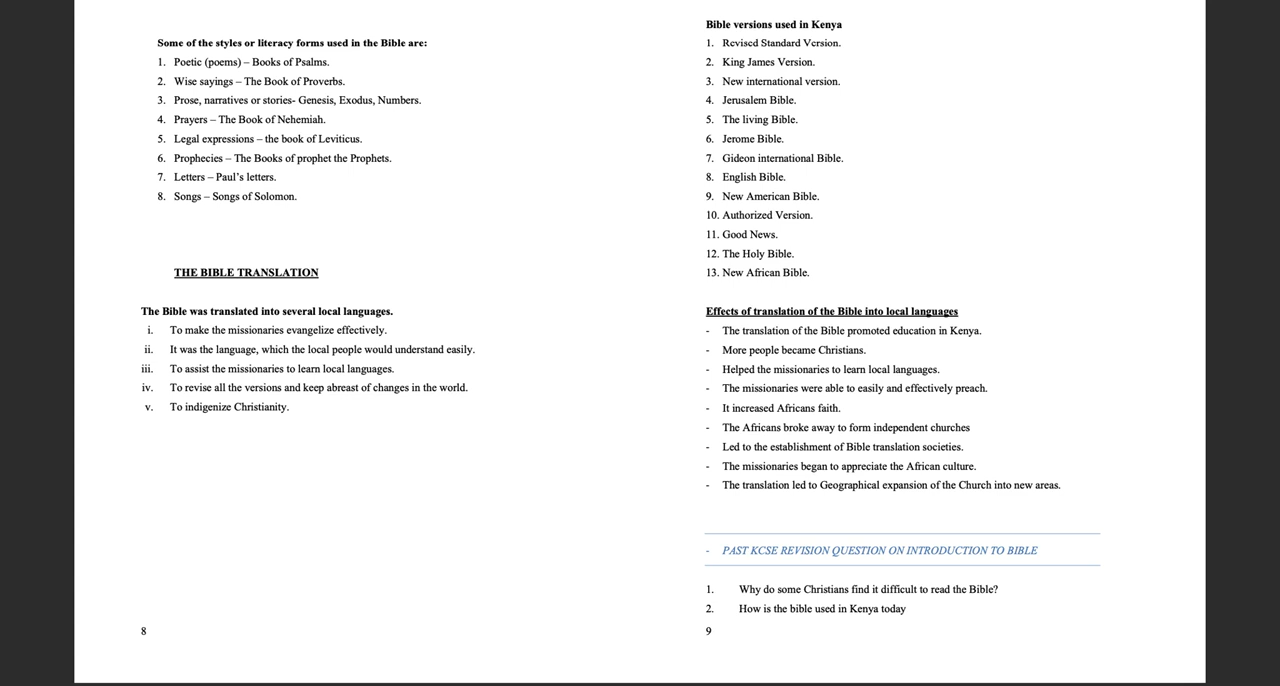 Some of the styles or literacy forms used in the Bible are:
1. Poetic (poems) – Books of Psalms.
2. Wise sayings – The Book of Proverbs.
3. Prose, narratives or stories- Genesis, Exodus, Numbers.
4. Prayers – The Book of Nehemiah.
5. Legal expressions – the book of Leviticus.
6. Prophecies – The Books of prophet the Prophets.
7. Letters – Paul's letters.
8. Songs – Songs of Solomon.
THE BIBLE TRANSLATION
The Bible was translated into several local languages.
i. To make the missionaries evangelize effectively.
ii. It was the language, which the local people would understand easily.
iii. To assist the missionaries to learn local languages.
iv. To revise all the versions and keep abreast of changes in the world.
v. To indigenize Christianity.
8
Bible versions used in Kenya
1. Revised Standard Version.
2. King James Version.
3. New international version.
4. Jerusalem Bible.
5. The living Bible.
6. Jerome Bible.
7. Gideon international Bible.
8. English Bible.
9. New American Bible.
10. Authorized Version.
11. Good News.
12. The Holy Bible.
13. New African Bible.
Effects of translation of the Bible into local languages
- The translation of the Bible promoted education in Kenya.
- More people became Christians.
- Helped the missionaries to learn local languages.
- The missionaries were able to easily and effectively preach.
- It increased Africans faith.
- The Africans broke away to form independent churches
- Led to the establishment of Bible translation societies.
- The missionaries began to appreciate the African culture.
- The translation led to Geographical expansion of the Church into new areas.
- PAST KCSE REVISION QUESTION ON INTRODUCTION TO BIBLE
1. Why do some Christians find it difficult to read the Bible?
2. How is the bible used in Kenya today
9